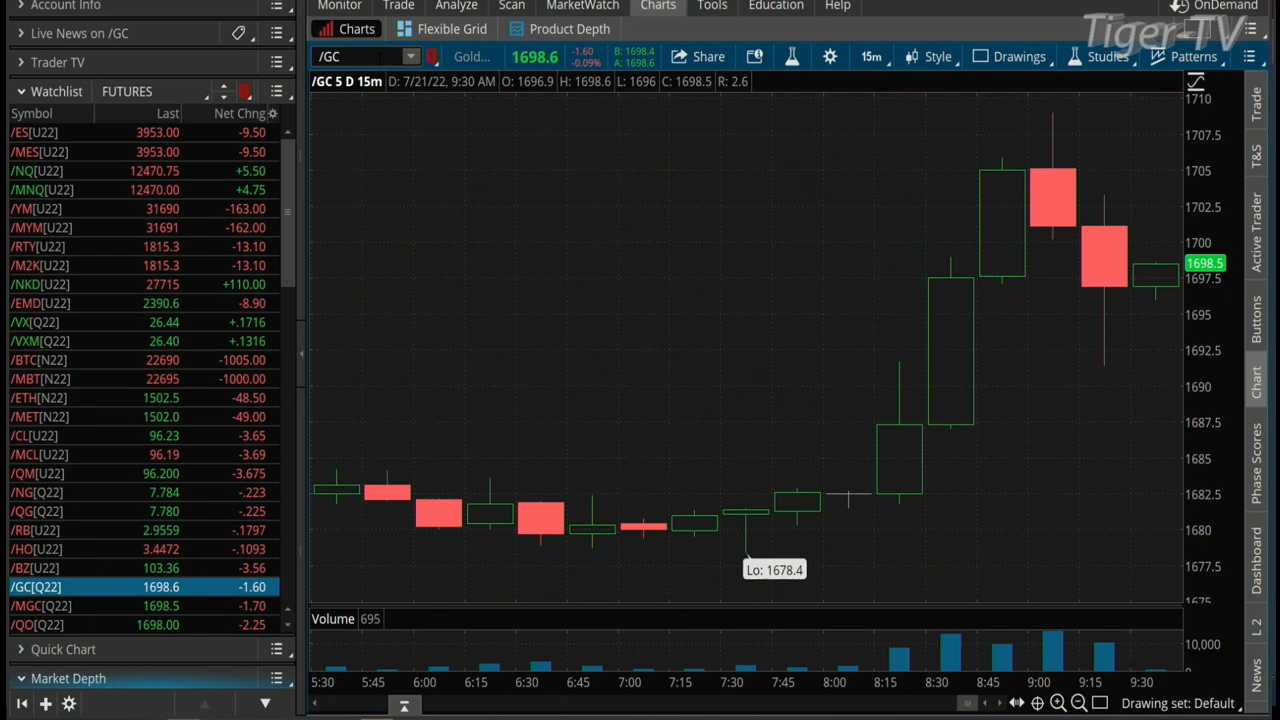 Account Info
Live News on /GC
Trader TV
Watchlist FUTURES
Symbol Last Net Chng
/ES[U22] 3953.00 -9.50
/MES[U22] 3953.00 -9.50
/NQ[U22] 12470.75 +5.50
/MNQ[U22] 12470.00 +4.75
/YM[U22] 31690 -163.00
/MYM[U22] 31691 -162.00
/RTY[U22] 1815.3 -13.10
/M2K[U22] 1815.3 -13.10
/NKD[U22] 27715 +110.00
/EMD[U22] 2390.6 -8.90
/VX[Q22] 26.44 +.1716
/VXM[Q22] 26.40 +.1316
/BTC[N22] 22690 -1005.00
/MBT[N22] 22695 -1000.00
/ETH[N22] 1502.5 -48.50
/MET[N22] 1502.0 -49.00
/CL[U22] 96.23 -3.65
/MCL[U22] 96.19 -3.69
/QM[U22] 96.200 -3.675
/NG[Q22] 7.784 -.223
/QG[Q22] 7.780 -.225
/RB[U22] 2.9559 -.1797
/HO[U22] 3.4472 -.1093
/BZ[U22] 103.36 -3.56
/GC[Q22] 1698.6 -1.60
/MGC[Q22] 1698.5 -1.70
/QO[U22] 1698.00 -2.25
Quick Chart
Market Depth
Monitor Trade Analyze Scan MarketWatch Charts Tools Education Help OnDemand
Tiger-TV
Charts Flexible Grid Product Depth
/GC Gold... 1698.6 -1.60 B: 1698.4 Share 15m Style Drawings Studies Patterns
-0.09% A: 1698.6
/GC 5 D 15m D: 7/21/22, 9:30 AM O: 1696.9 H: 1698.6 L: 1696 C: 1698.5 R: 2.6
1710
1707.5
1705
1702.5
1700
1698.5
1697.5
1695
1692.5
1690
1687.5
1685
1682.5
1680
1677.5
1675
Lo: 1678.4
Volume 695
10,000
0
5:30 5:45 6:00 6:15 6:30 6:45 7:00 7:15 7:30 7:45 8:00 8:15 8:30 8:45 9:00 9:15 9:30
Drawing set: Default
Trade
T&S
Active Trader
Buttons
Chart
Phase Scores
Dashboard
L 2
News